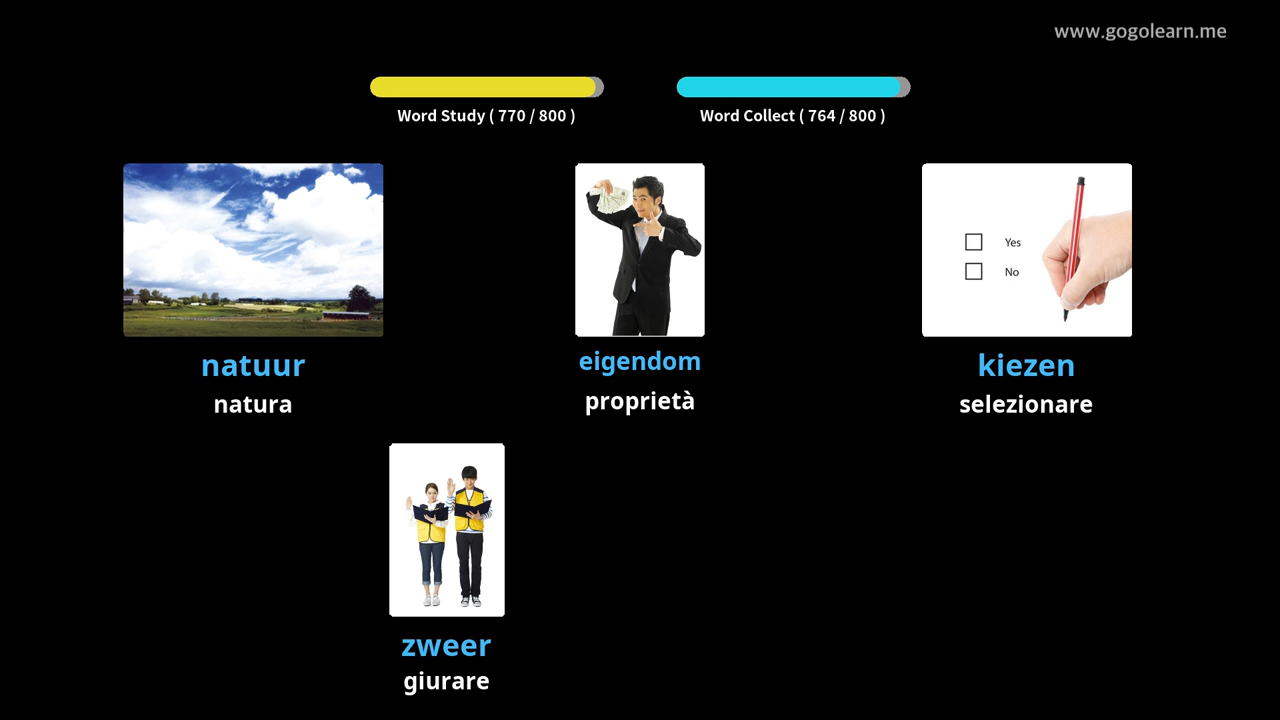 www.gogolearn.me
Word Study ( 770 / 800 )
Word Collect ( 764 / 800 )
Yes
No
natuur
natura
eigendom
proprietà
kiezen
selezionare
zweer
giurare